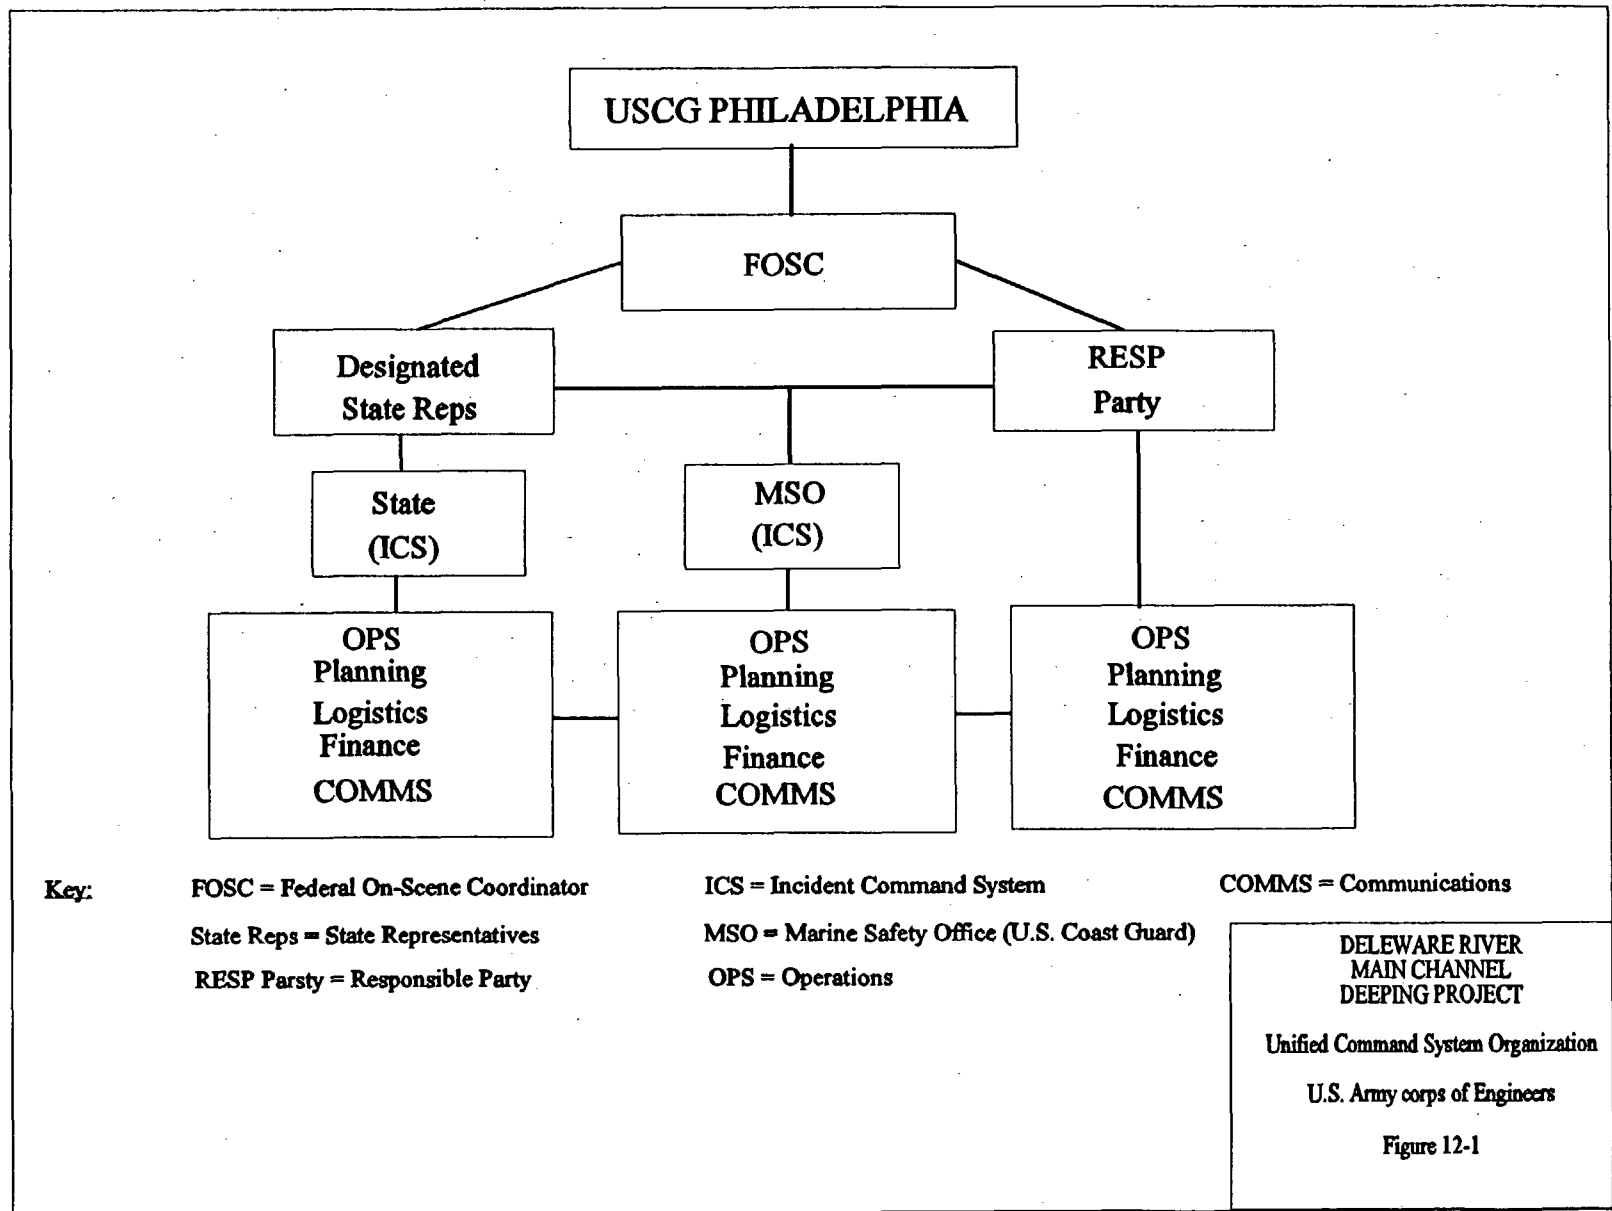 USCG PHILADELPHIA
FOSC
Designated
State Reps
RESP
Party
State
(ICS)
MSO
(ICS)
OPS
Planning
Logistics
Finance
COMMS
OPS
Planning
Logistics
Finance
COMMS
OPS
Planning
Logistics
Finance
COMMS
Key:
FOSC = Federal On-Scene Coordinator
ICS = Incident Command System
COMMS = Communications
State Reps = State Representatives
MSO = Marine Safety Office (U.S. Coast Guard)
RESP Parsty = Responsible Party
OPS = Operations
DELEWARE RIVER
MAIN CHANNEL
DEEPING PROJECT
Unified Command System Organization
U.S. Army corps of Engineers
Figure 12-1